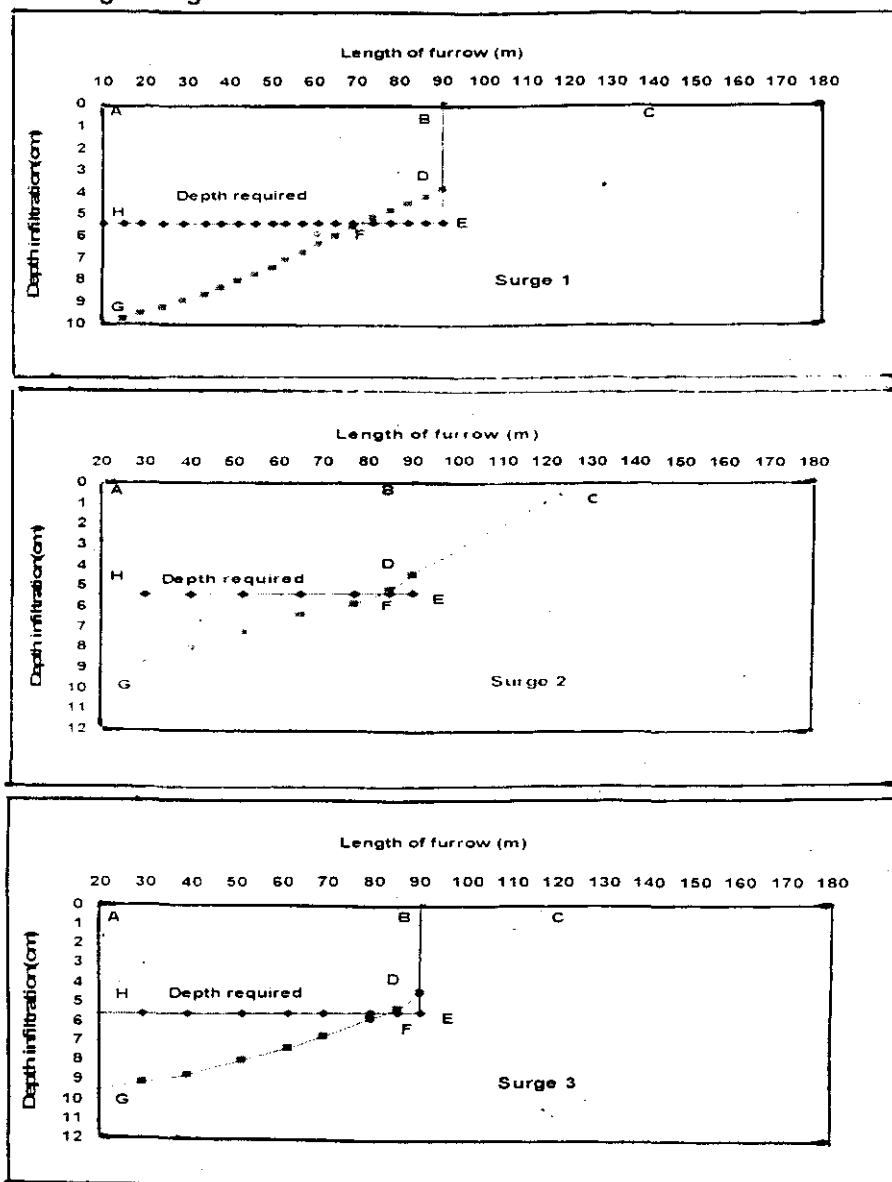 Length of furrow (m)
10 20 30 40 50 60 70 80 90 100 110 120 130 140 150 160 170 180
0
A B C
1
2
3
D
4
H Depth required
5
E
6 F
7
8 Surge 1
9
G
10
Depth infiltration(cm)
Length of furrow (m)
20 30 40 50 60 70 80 90 100 110 120 130 140 150 160 170 180
0
A B C
1
2
3
4 D
H Depth required
5
6 F E
7
8
9
10 G Surge 2
11
12
Depth infiltration(cm)
Length of furrow (m)
20 30 40 50 60 70 80 90 100 110 120 130 140 150 160 170 180
0
A B C
1
2
3
4 D
H Depth required
5
6 F E
7
8
9 Surge 3
10 G
11
12
Depth infiltration(cm)